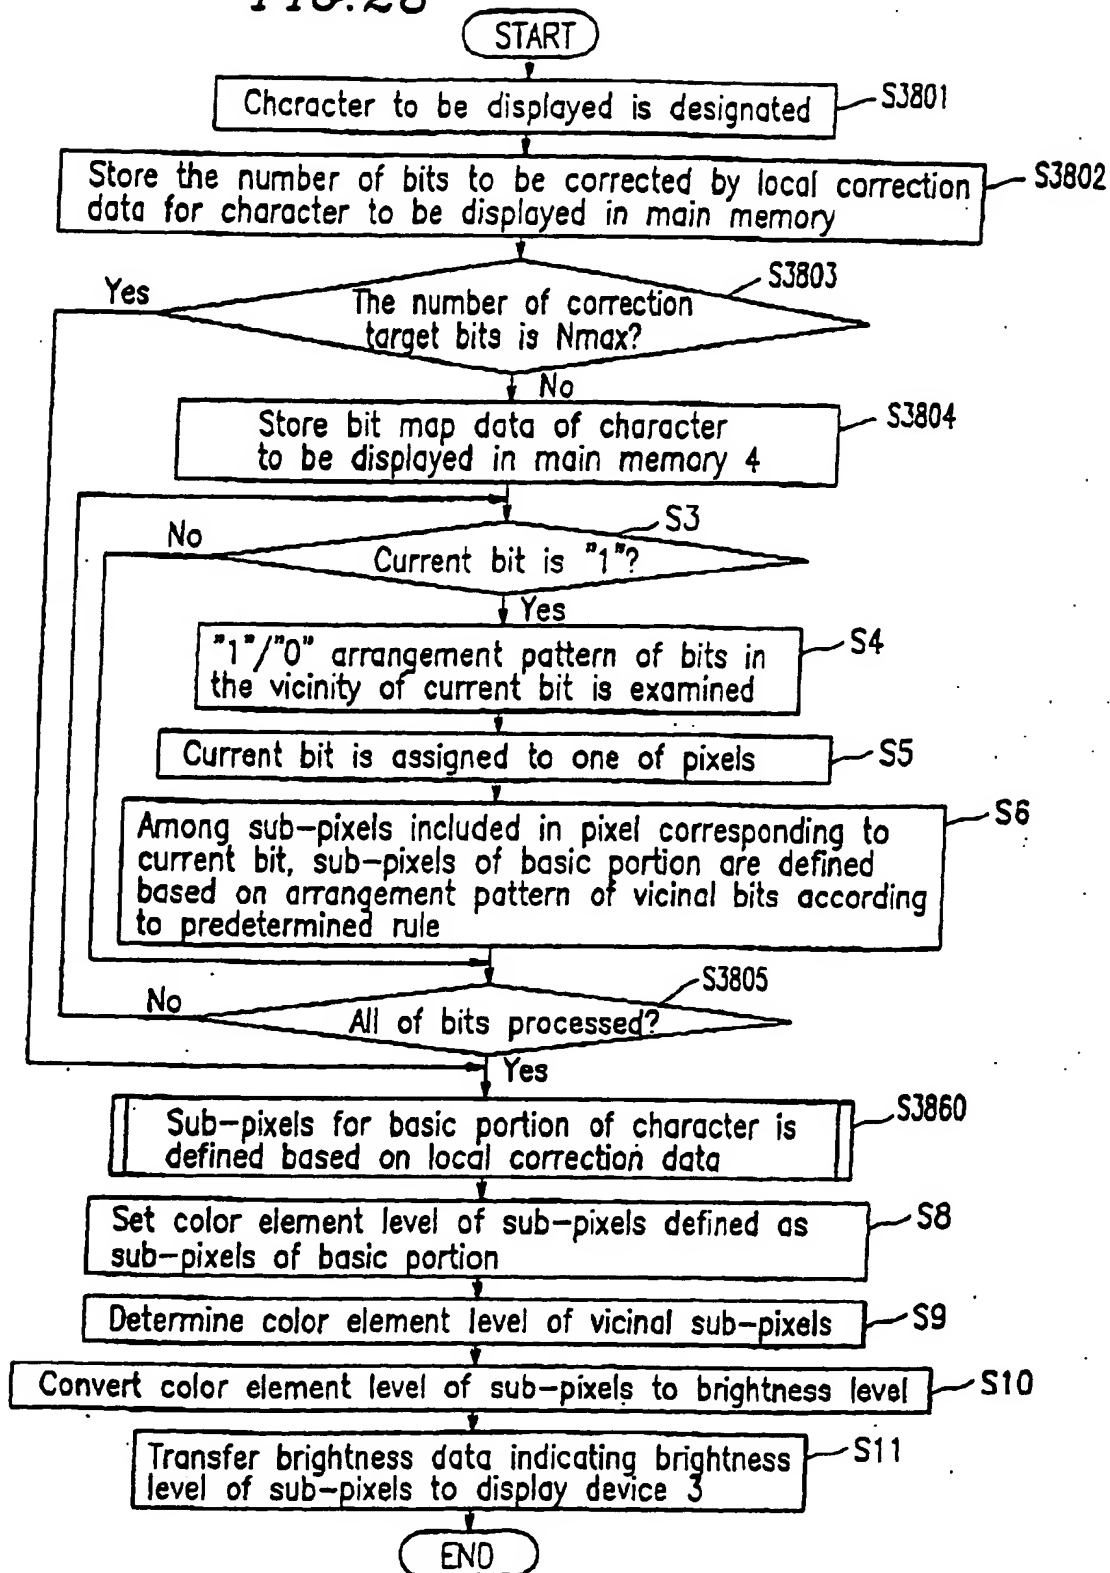 FIG. 28
START
Character to be displayed is designated
S3801
Store the number of bits to be corrected by local correction
data for character to be displayed in main memory
S3802
S3803
Yes
The number of correction
target bits is Nmax?
No
S3804
Store bit map data of character
to be displayed in main memory 4
S3
No
Current bit is "1"?
Yes
S4
"1"/"0" arrangement pattern of bits in
the vicinity of current bit is examined
Current bit is assigned to one of pixels
S5
S6
Among sub-pixels included in pixel corresponding to
current bit, sub-pixels of basic portion are defined
based on arrangement pattern of vicinal bits according
to predetermined rule
S3805
No
All of bits processed?
Yes
S3860
Sub-pixels for basic portion of character is
defined based on local correction data
S8
Set color element level of sub-pixels defined as
sub-pixels of basic portion
Determine color element level of vicinal sub-pixels
S9
Convert color element level of sub-pixels to brightness level
S10
S11
Transfer brightness data indicating brightness
level of sub-pixels to display device 3
END